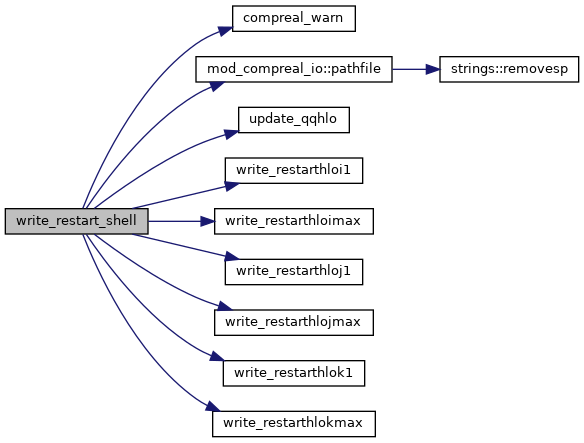 compreal_warn
mod_compreal_io::pathfile
strings::removesp
update_qqhlo
write_restarthloi1
write_restart_shell
write_restarthloimax
write_restarthloj1
write_restarthlojmax
write_restarthlok1
write_restarthlokmax